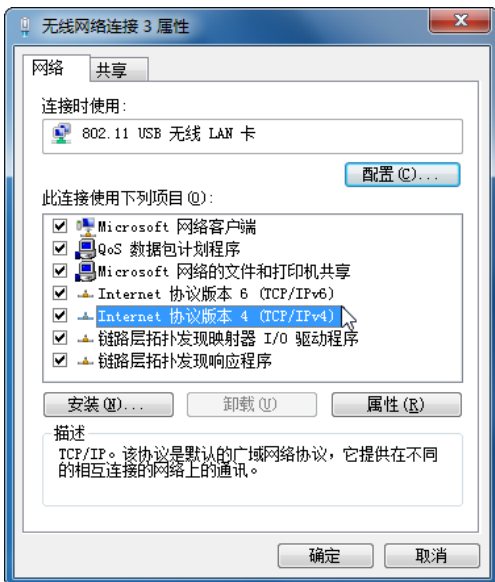 无线网络连接 3 属性
网络
共享
连接时使用:
802.11 USB 无线 LAN 卡
配置(C)...
此连接使用下列项目(O):
Microsoft 网络客户端
QoS 数据包计划程序
Microsoft 网络的文件和打印机共享
Internet 协议版本 6 (TCP/IPv6)
Internet 协议版本 4 (TCP/IPv4)
链路层拓扑发现映射器 I/O 驱动程序
链路层拓扑发现响应程序
安装(N)...
卸载(U)
属性(R)
描述
TCP/IP。该协议是默认的广域网络协议，它提供在不同
的相互连接的网络上的通讯。
确定
取消